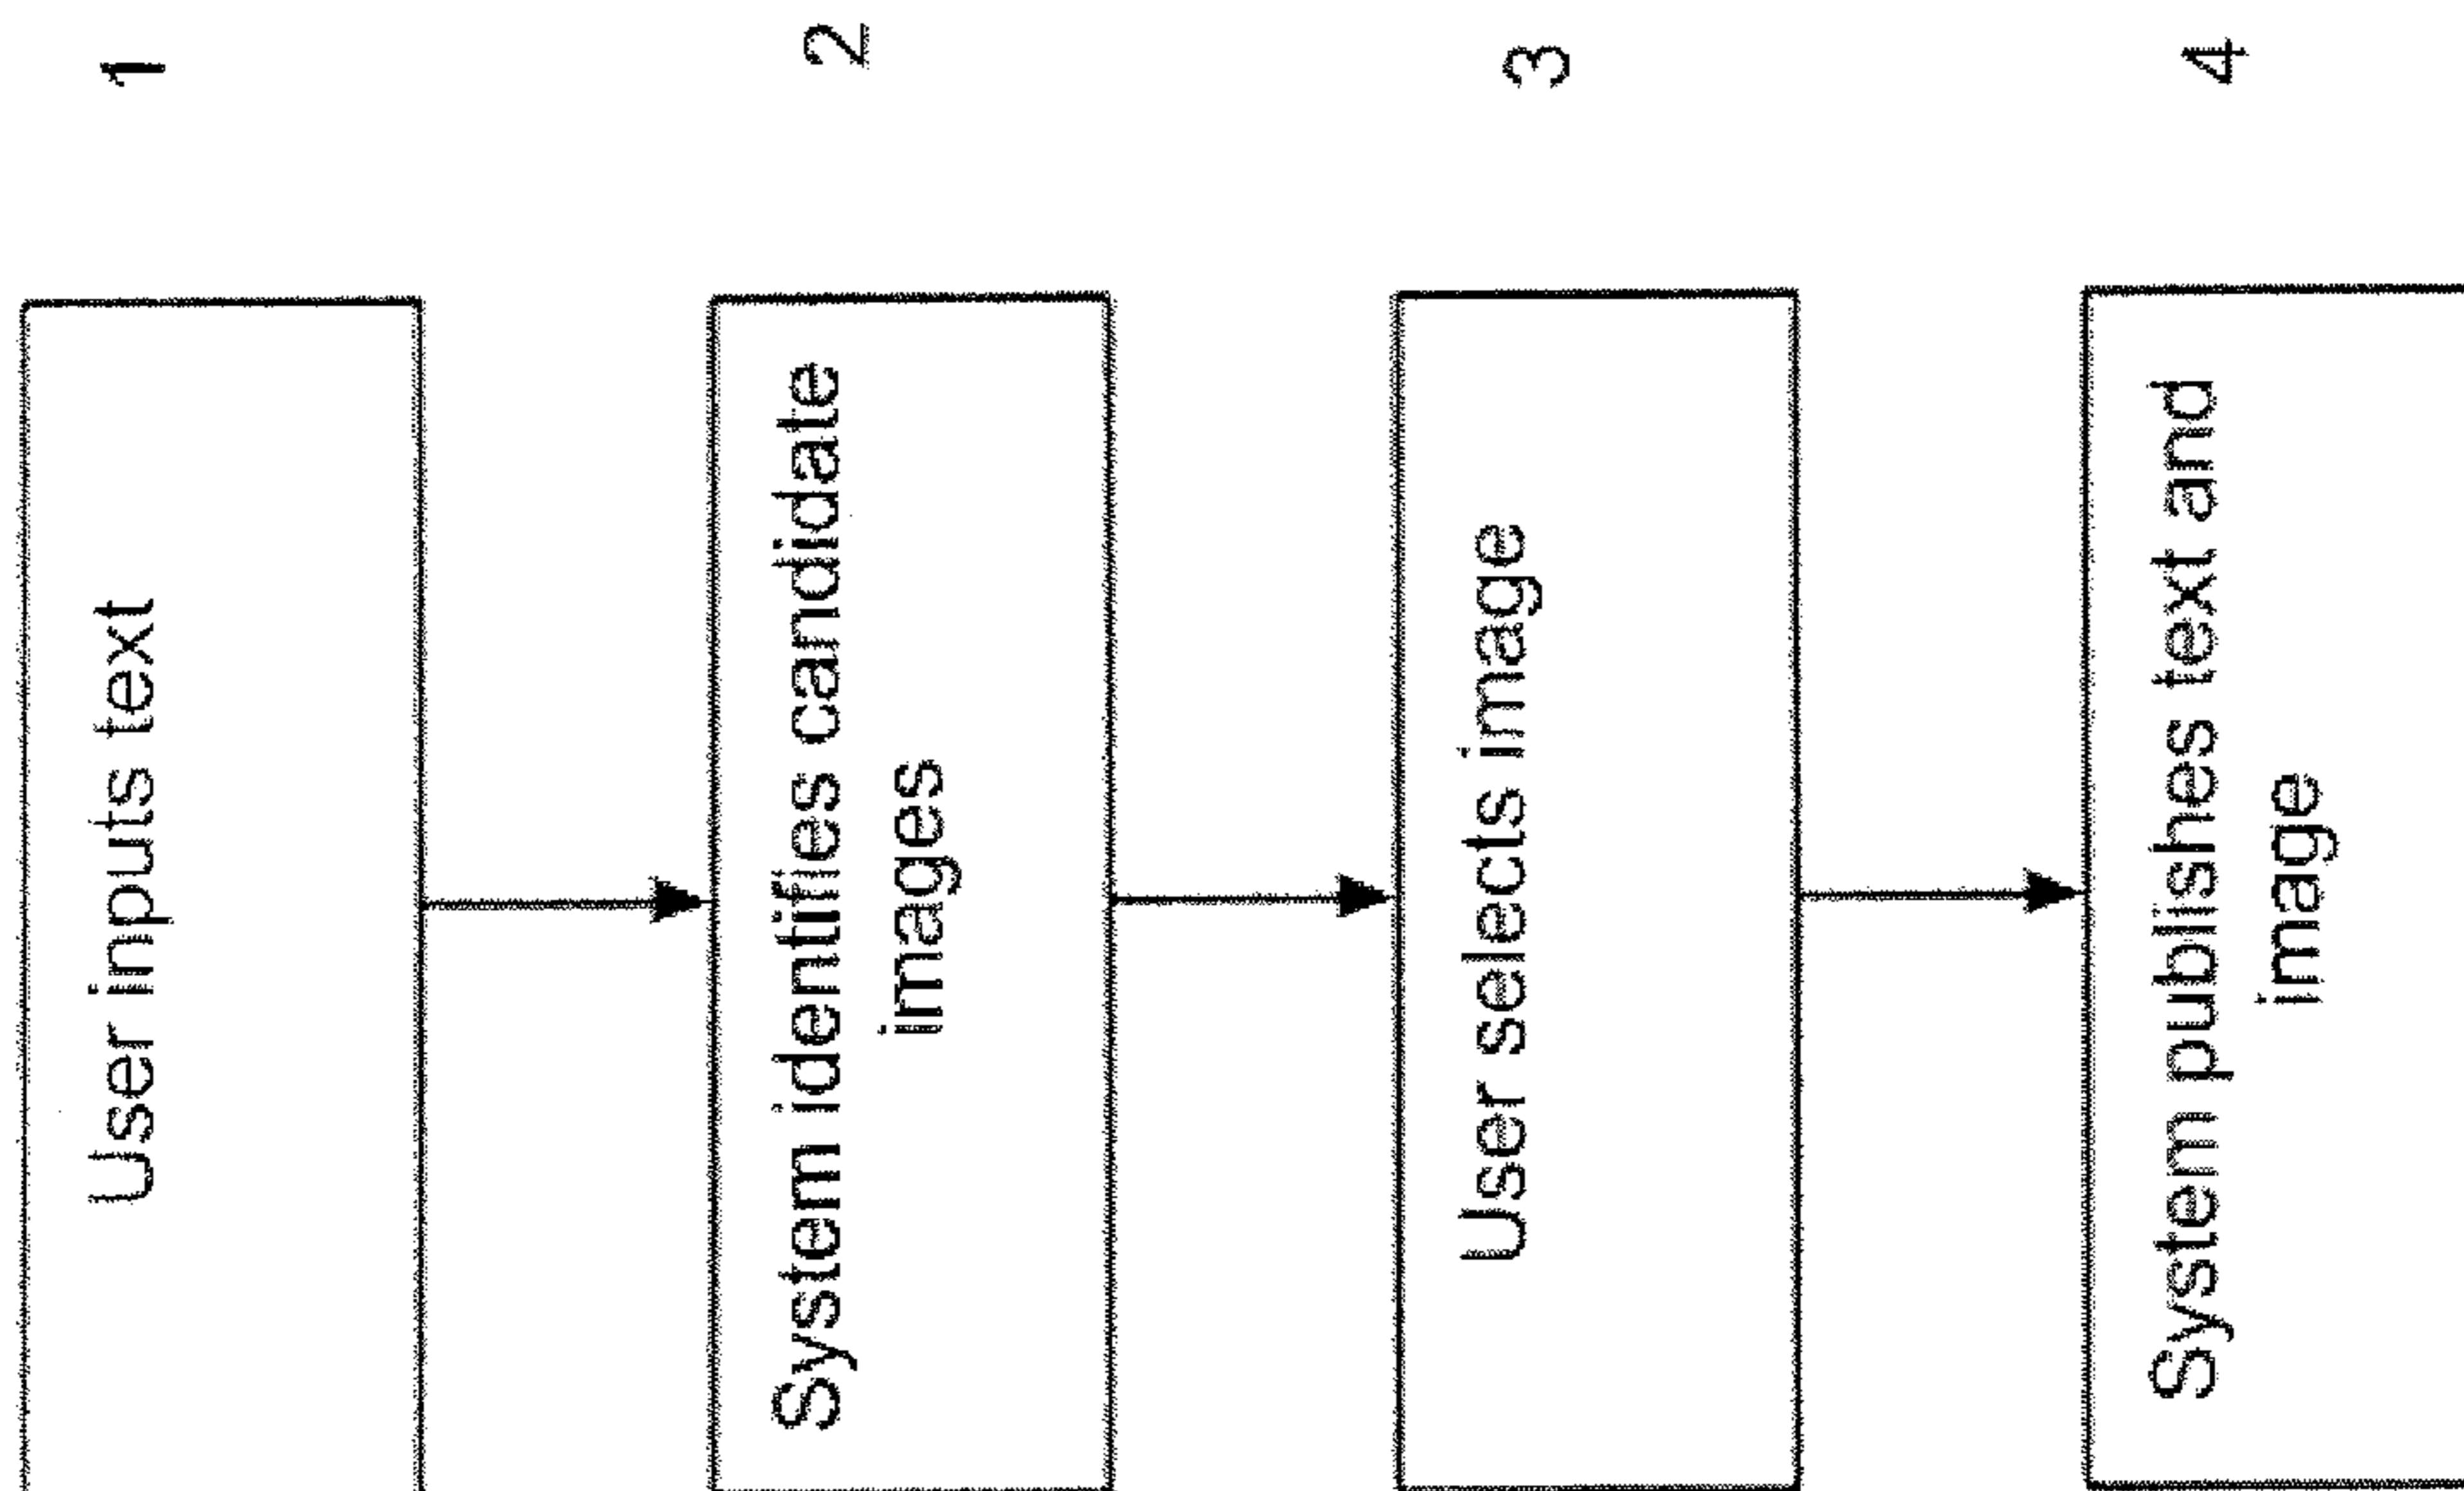 User inputs text
1
System identifies candidate
images
2
User selects image
3
System publishes text and
image
4